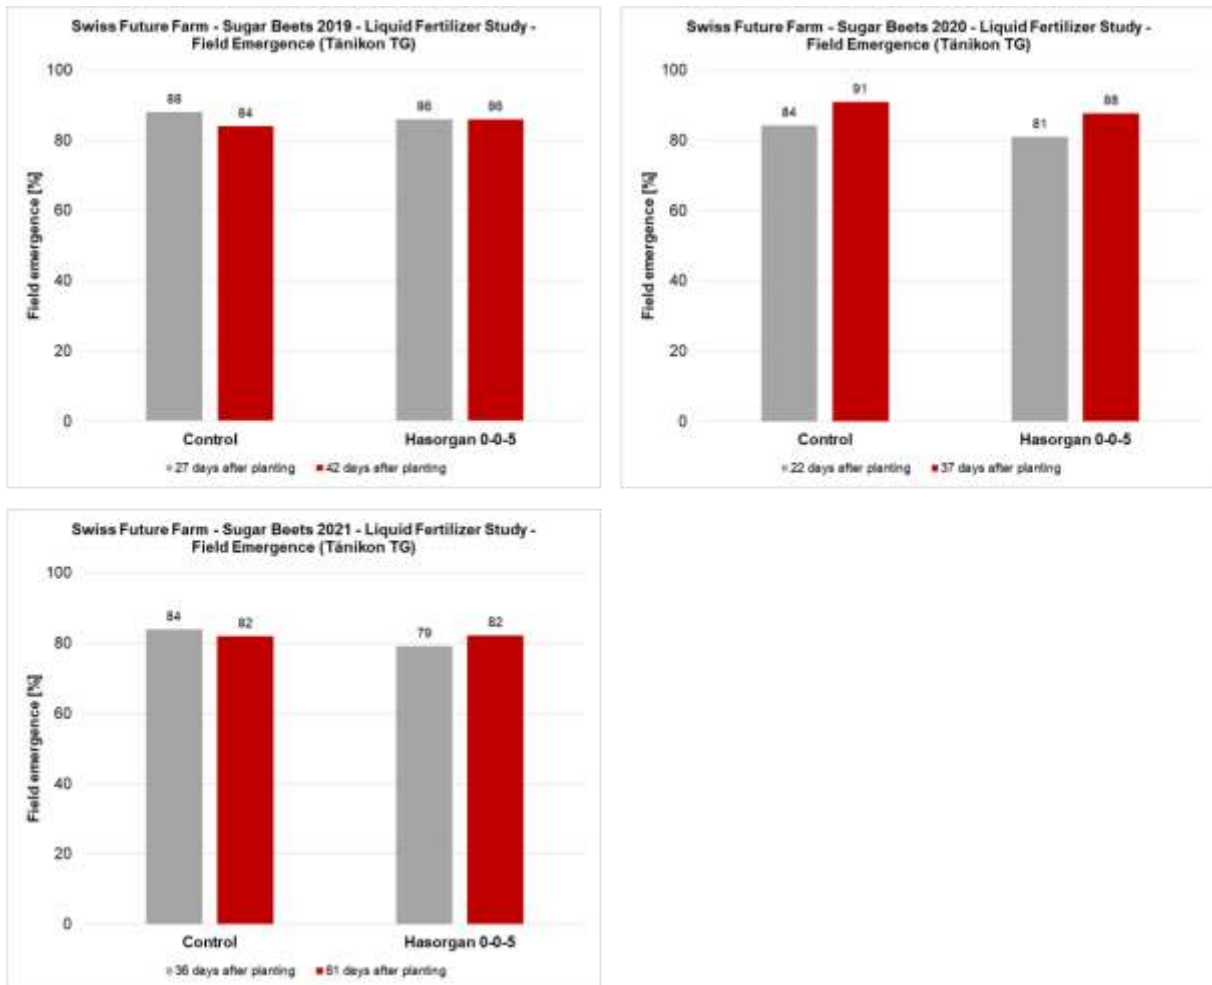 Swiss Future Farm - Sugar Beets 2019 - Liquid Fertilizer Study -
Field Emergence (Tänikon TG)
Field emergence [%]
100
80
60
40
20
0
88
84
86
86
Control
Hasorgan 0-0-5
27 days after planting
42 days after planting
Swiss Future Farm - Sugar Beets 2020 - Liquid Fertilizer Study -
Field Emergence (Tänikon TG)
Field emergence [%]
100
80
60
40
20
0
84
91
81
88
Control
Hasorgan 0-0-5
22 days after planting
37 days after planting
Swiss Future Farm - Sugar Beets 2021 - Liquid Fertilizer Study -
Field Emergence (Tänikon TG)
Field emergence [%]
100
80
60
40
20
0
84
82
79
82
Control
Hasorgan 0-0-5
36 days after planting
61 days after planting